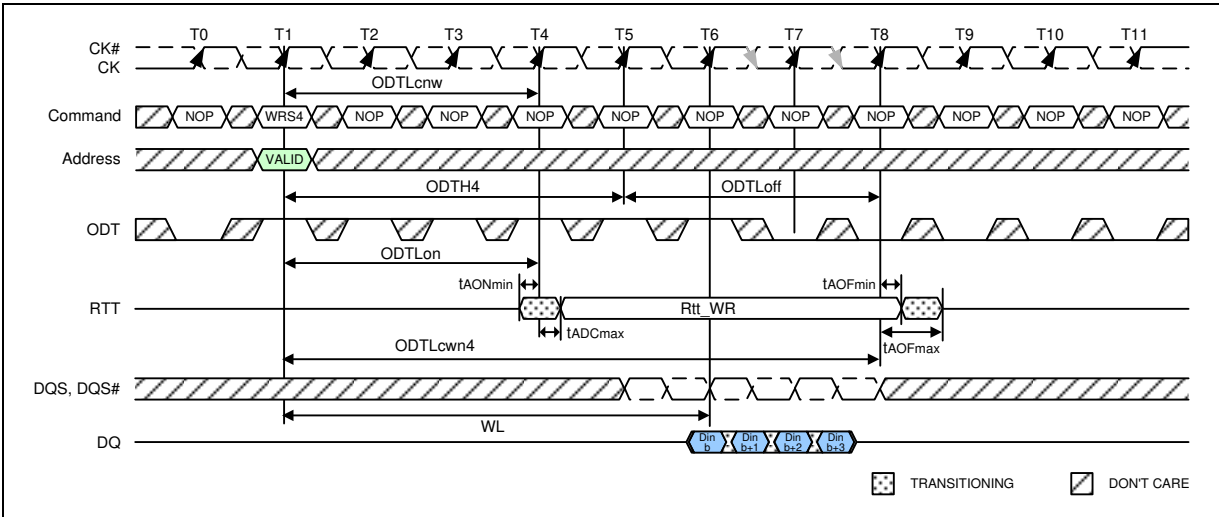 T0 T1 T2 T3 T4 T5 T6 T7 T8 T9 T10 T11
CK#
CK
ODTLcnw
Command NOP WRS4 NOP NOP NOP NOP NOP NOP NOP NOP NOP NOP
Address VALID
ODTH4 ODTLoff
ODT
ODTLon
tAONmin tAOFmin
RTT Rtt_WR
tADCmax
ODTLcwn4 tAOFmax
DQS, DQS#
WL
DQ Din b Din b+1 Din b+2 Din b+3
TRANSITIONING DON'T CARE